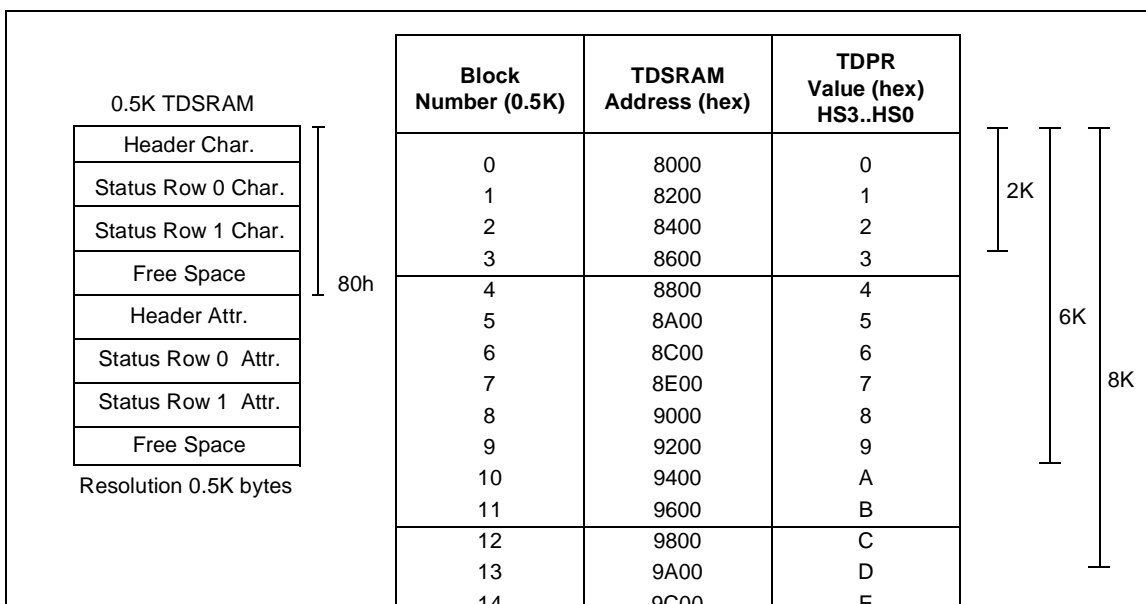 0.5K TDSRAM
Header Char.
Status Row 0 Char.
Status Row 1 Char.
Free Space
80h
Header Attr.
Status Row 0 Attr.
Status Row 1 Attr.
Free Space
Resolution 0.5K bytes
Block Number (0.5K) TDSRAM Address (hex) TDPR Value (hex) HS3..HS0
0 8000 0
1 8200 1
2 8400 2
3 8600 3
4 8800 4
5 8A00 5
6 8C00 6
7 8E00 7
8 9000 8
9 9200 9
10 9400 A
11 9600 B
12 9800 C
13 9A00 D
14 9C00 E
2K
6K
8K